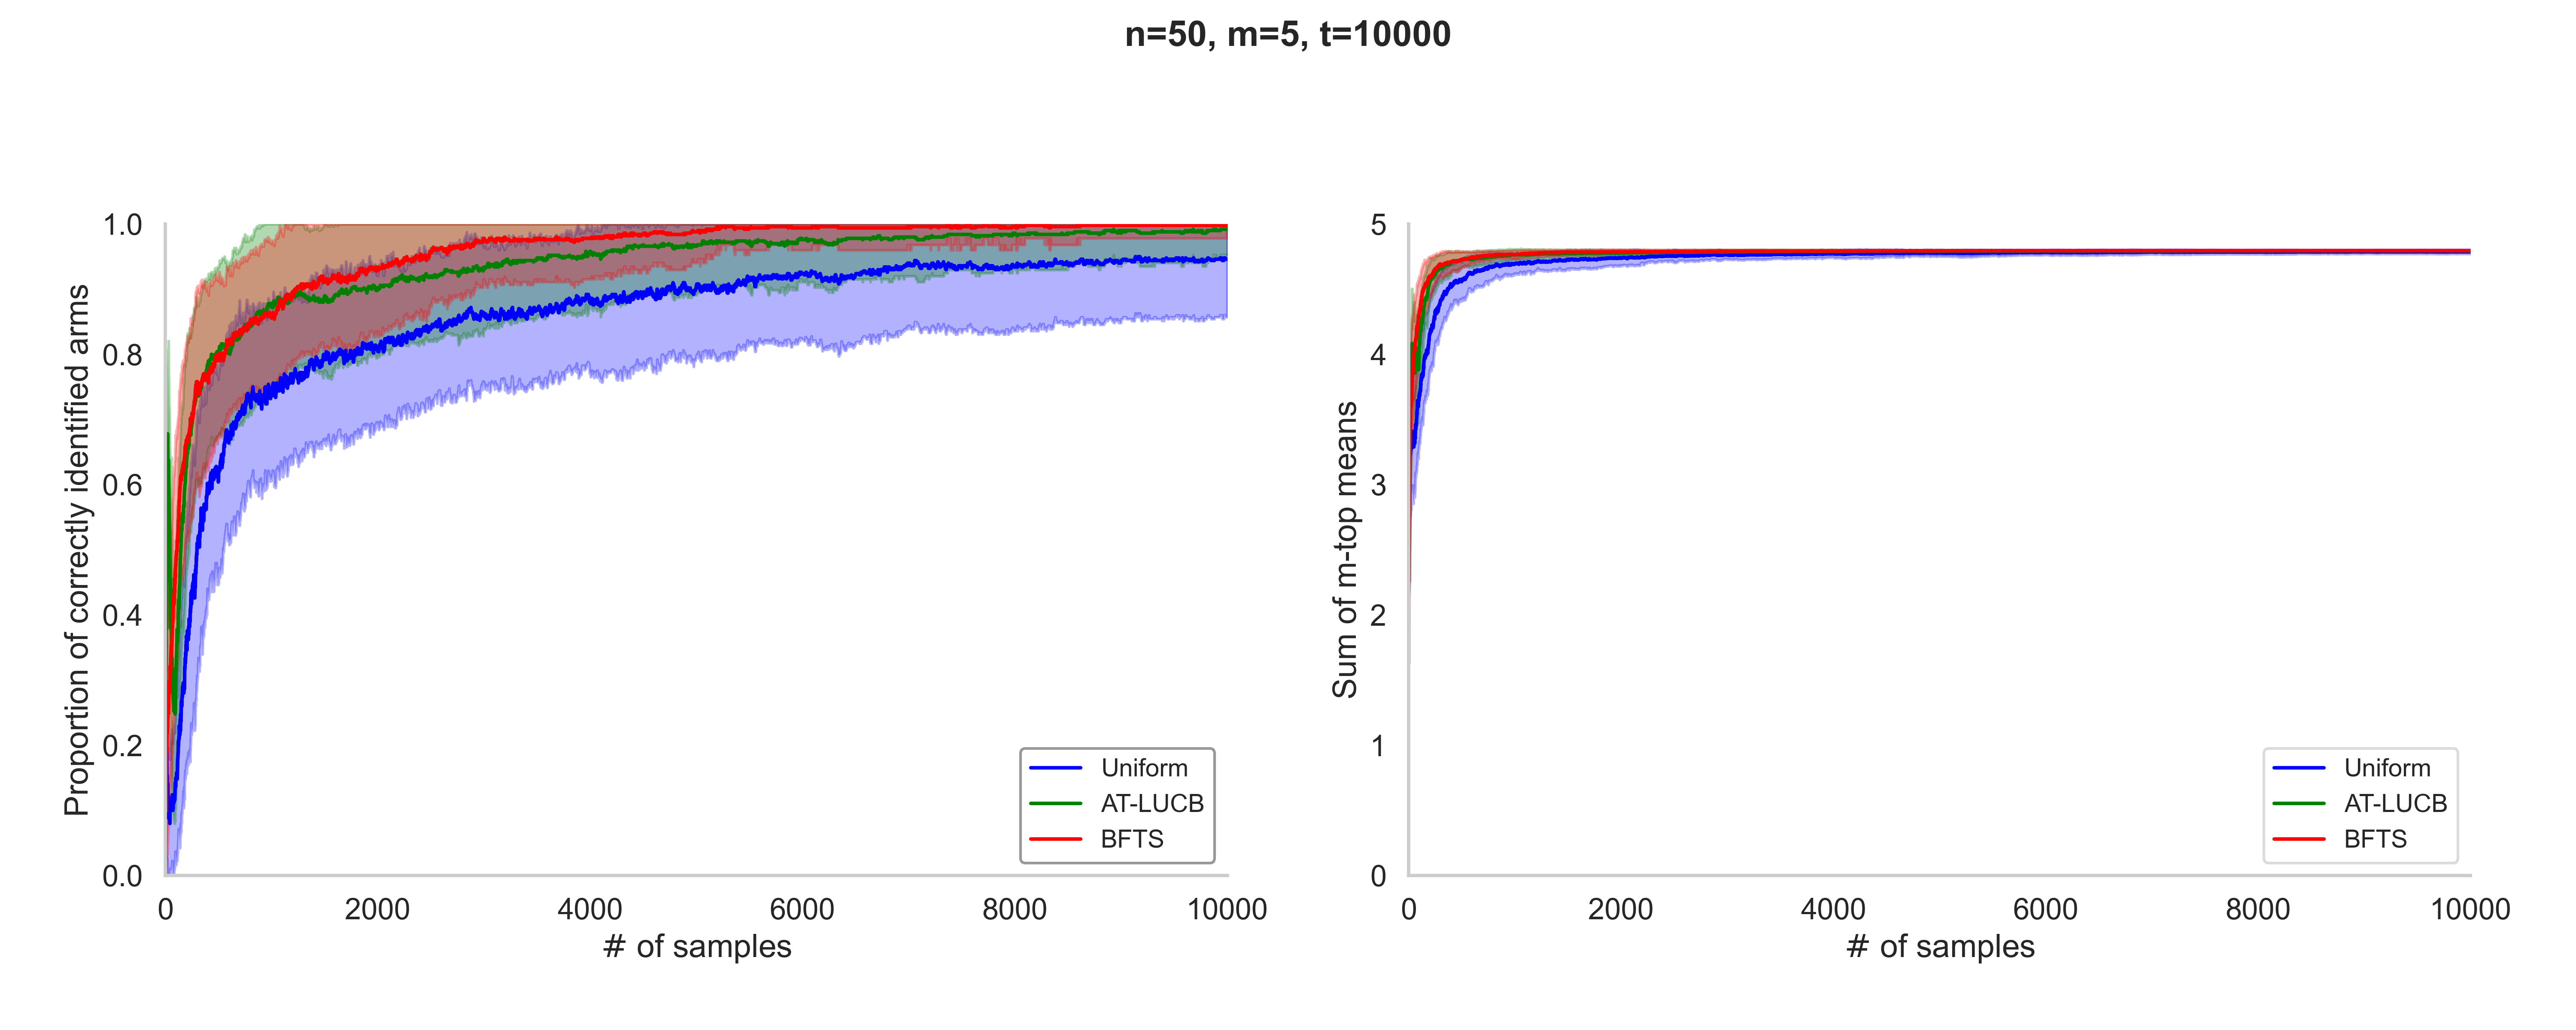 n=50, m=5, t=10000
Proportion of correctly identified arms
1.0
0.8
0.6
0.4
0.2
0.0
0
2000
4000
6000
8000
10000
# of samples
Uniform
AT-LUCB
BFTS
Sum of m-top means
5
4
3
2
1
0
0
2000
4000
6000
8000
10000
# of samples
Uniform
AT-LUCB
BFTS